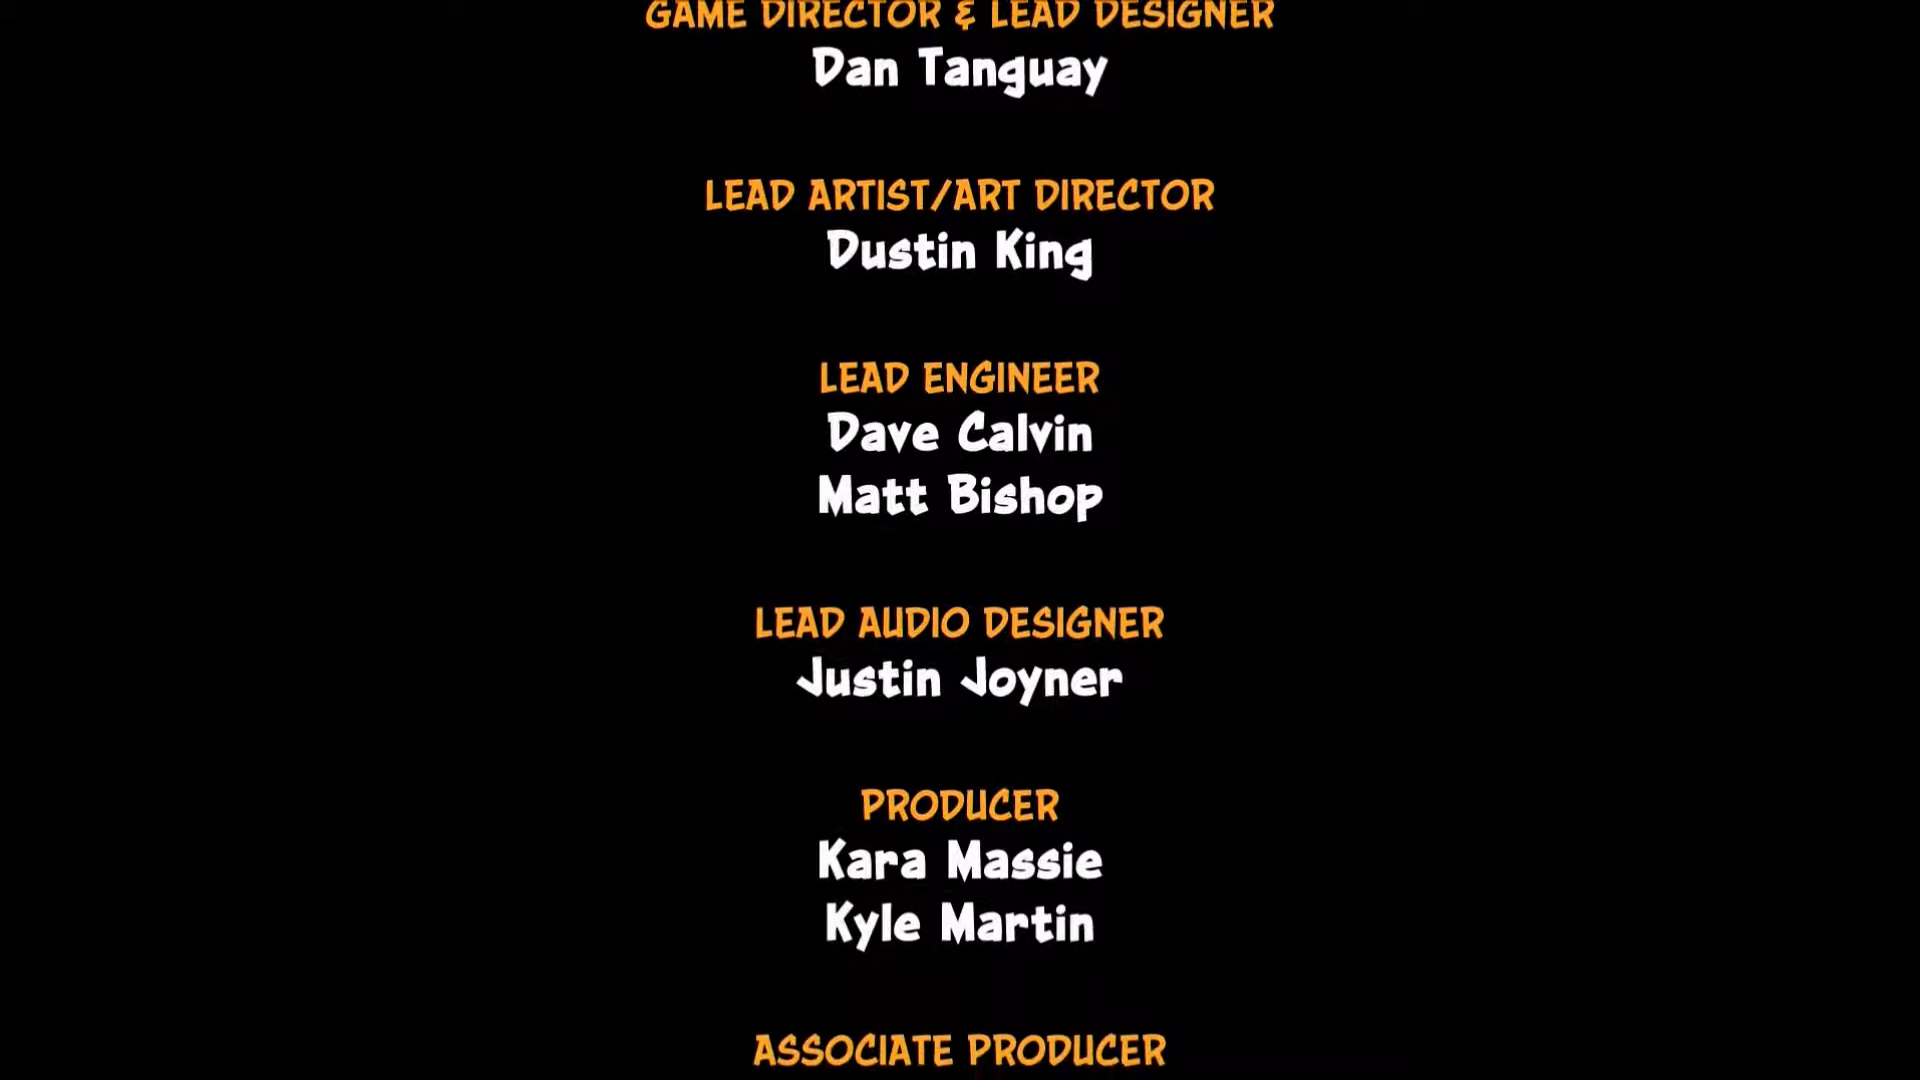 GAME DIRECTOR & LEAD DESIGNER
Dan Tanguay
LEAD ARTIST/ART DIRECTOR
Dustin King
LEAD ENGINEER
Dave Calvin
Matt Bishop
LEAD AUDIO DESIGNER
Justin Joyner
PRODUCER
Kara Massie
Kyle Martin
ASSOCIATE PRODUCER